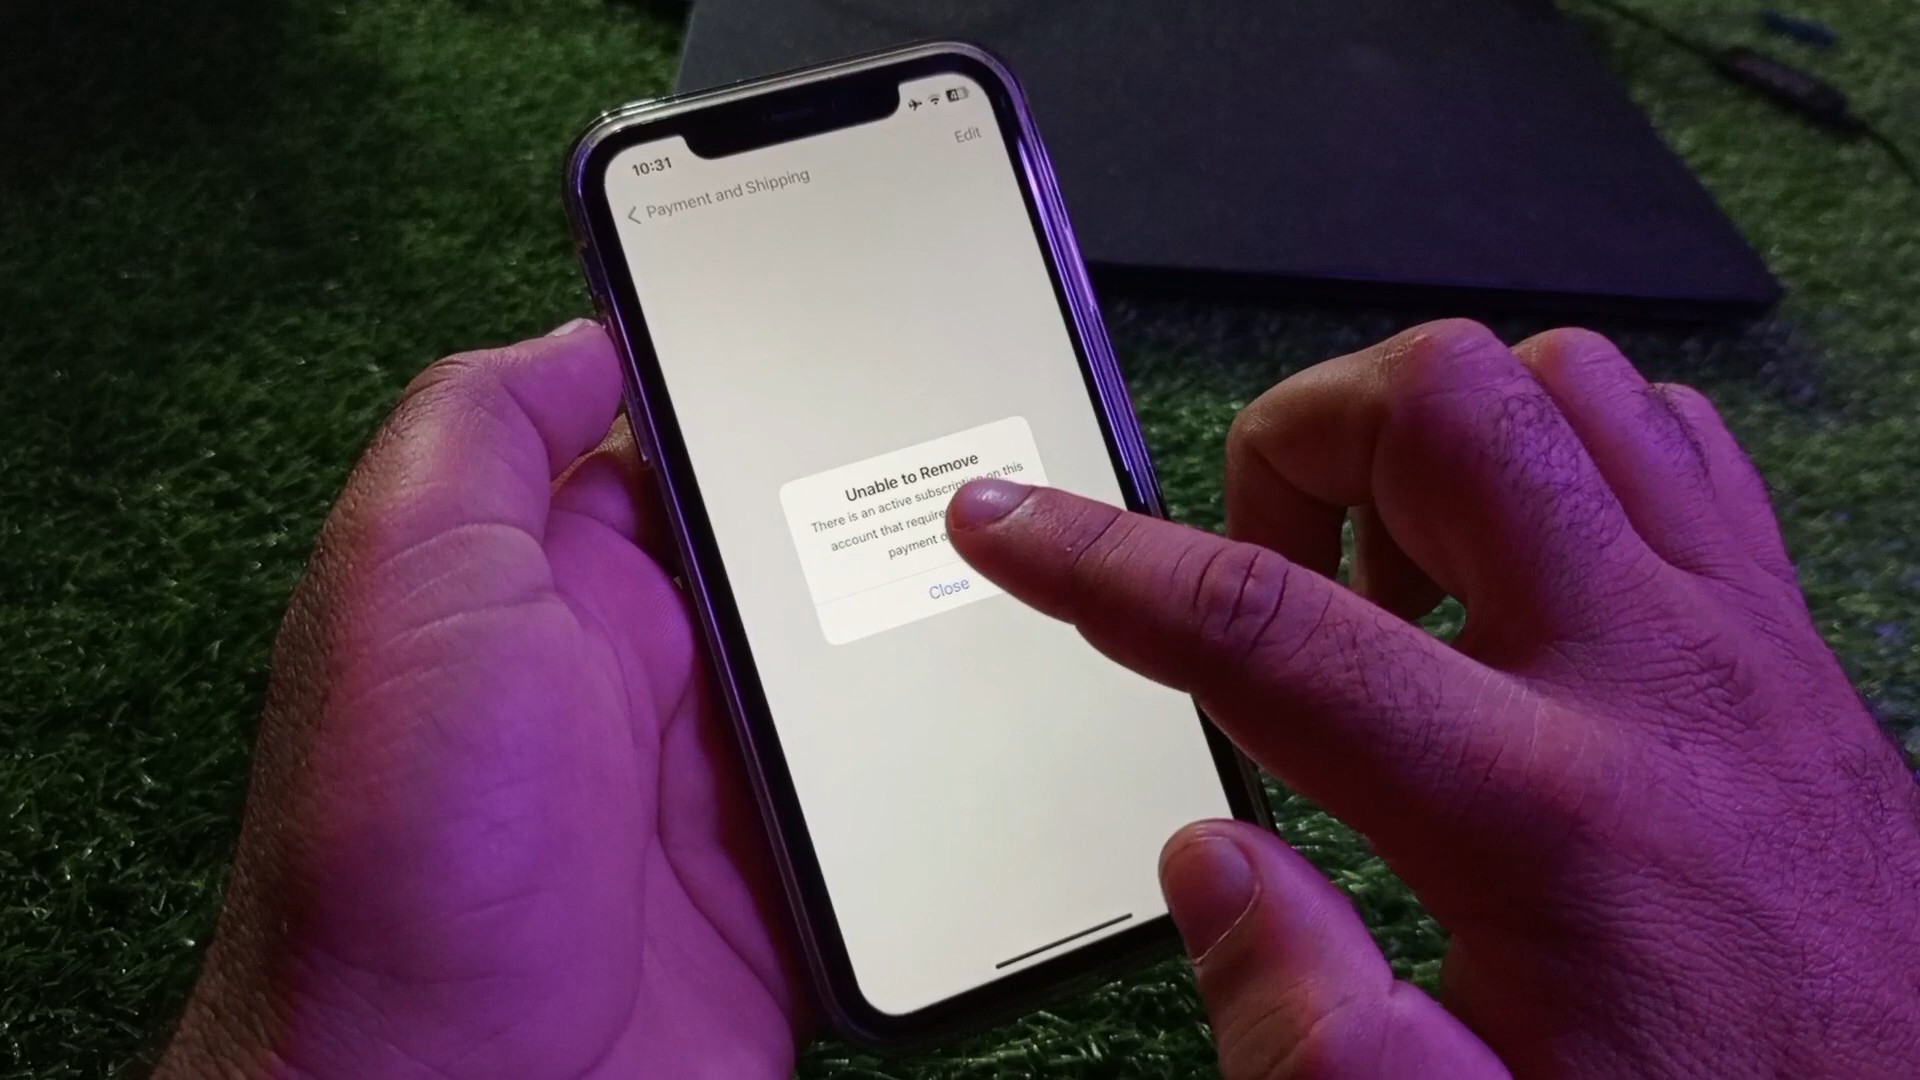 10:31
Edit
Payment and Shipping
Unable to Remove
There is an active subscription on this
account that
payment
Close